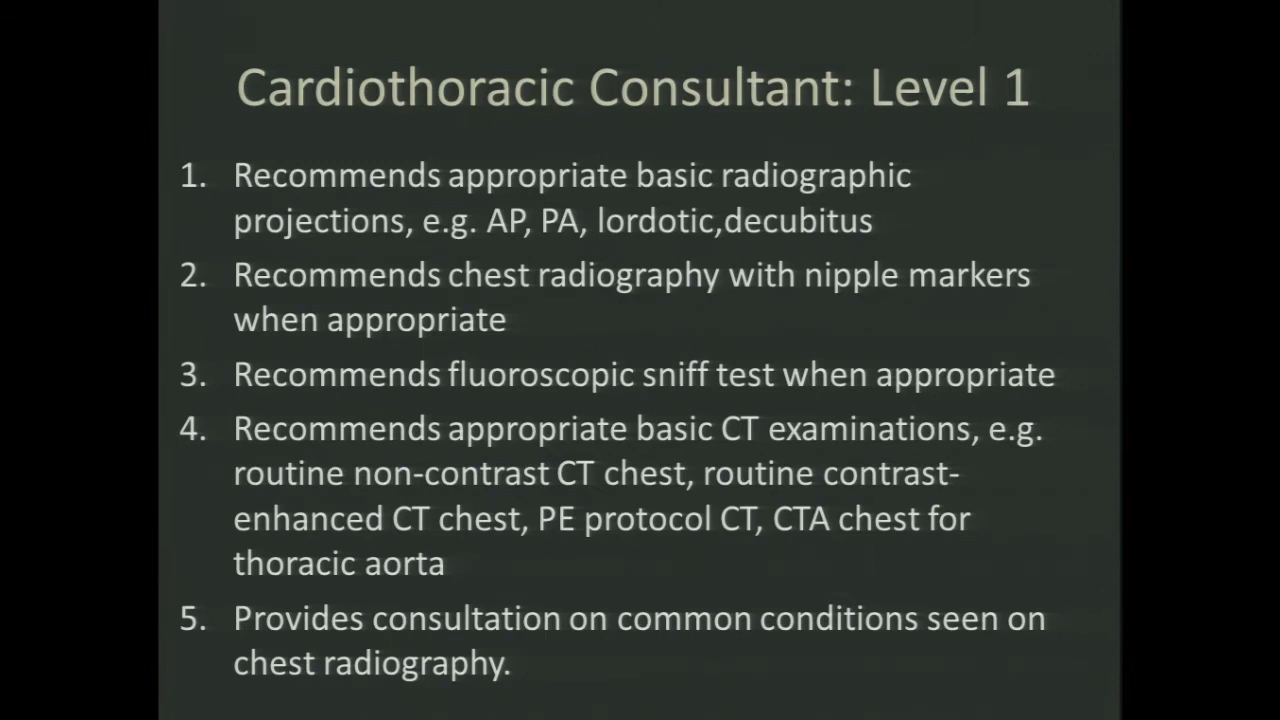 Cardiothoracic Consultant: Level 1
1. Recommends appropriate basic radiographic
projections, e.g. AP, PA, lordotic,decubitus
2. Recommends chest radiography with nipple markers
when appropriate
3. Recommends fluoroscopic sniff test when appropriate
4. Recommends appropriate basic CT examinations, e.g.
routine non-contrast CT chest, routine contrast-
enhanced CT chest, PE protocol CT, CTA chest for
thoracic aorta
5. Provides consultation on common conditions seen on
chest radiography.